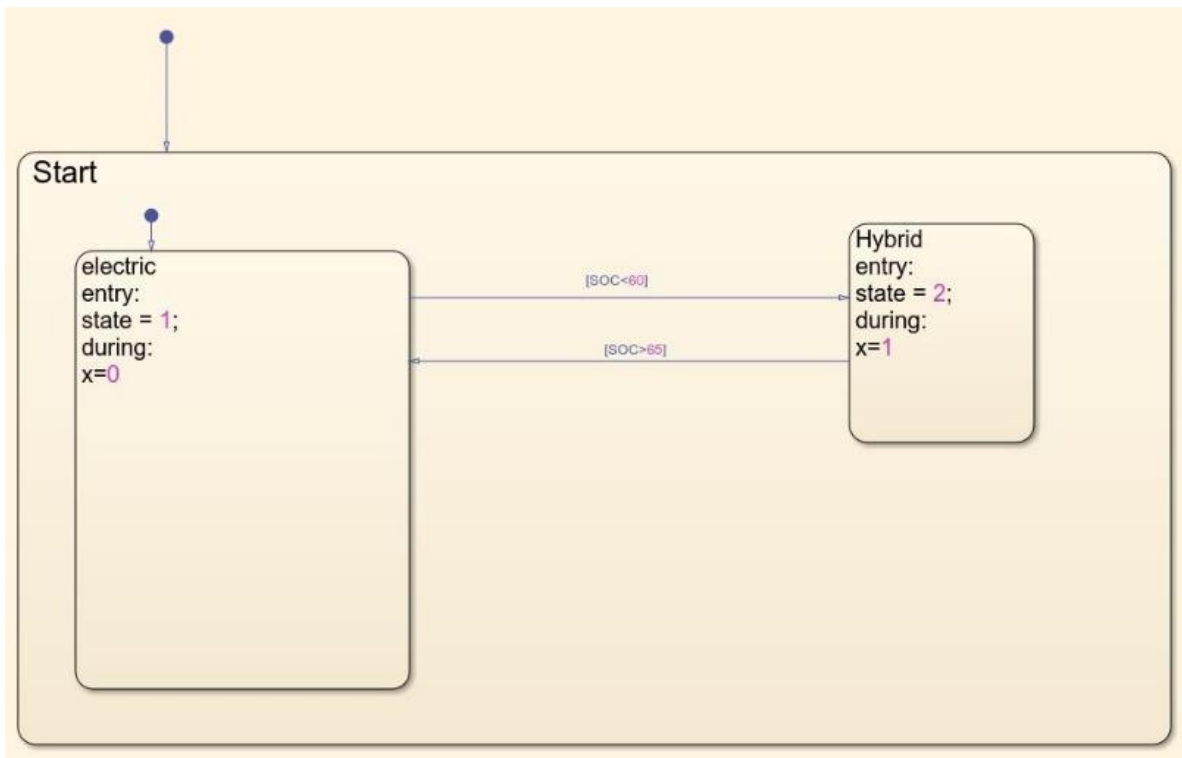 Start
electric
entry:
state = 1;
during:
x=0
[SOC<60]
[SOC>65]
Hybrid
entry:
state = 2;
during:
x=1